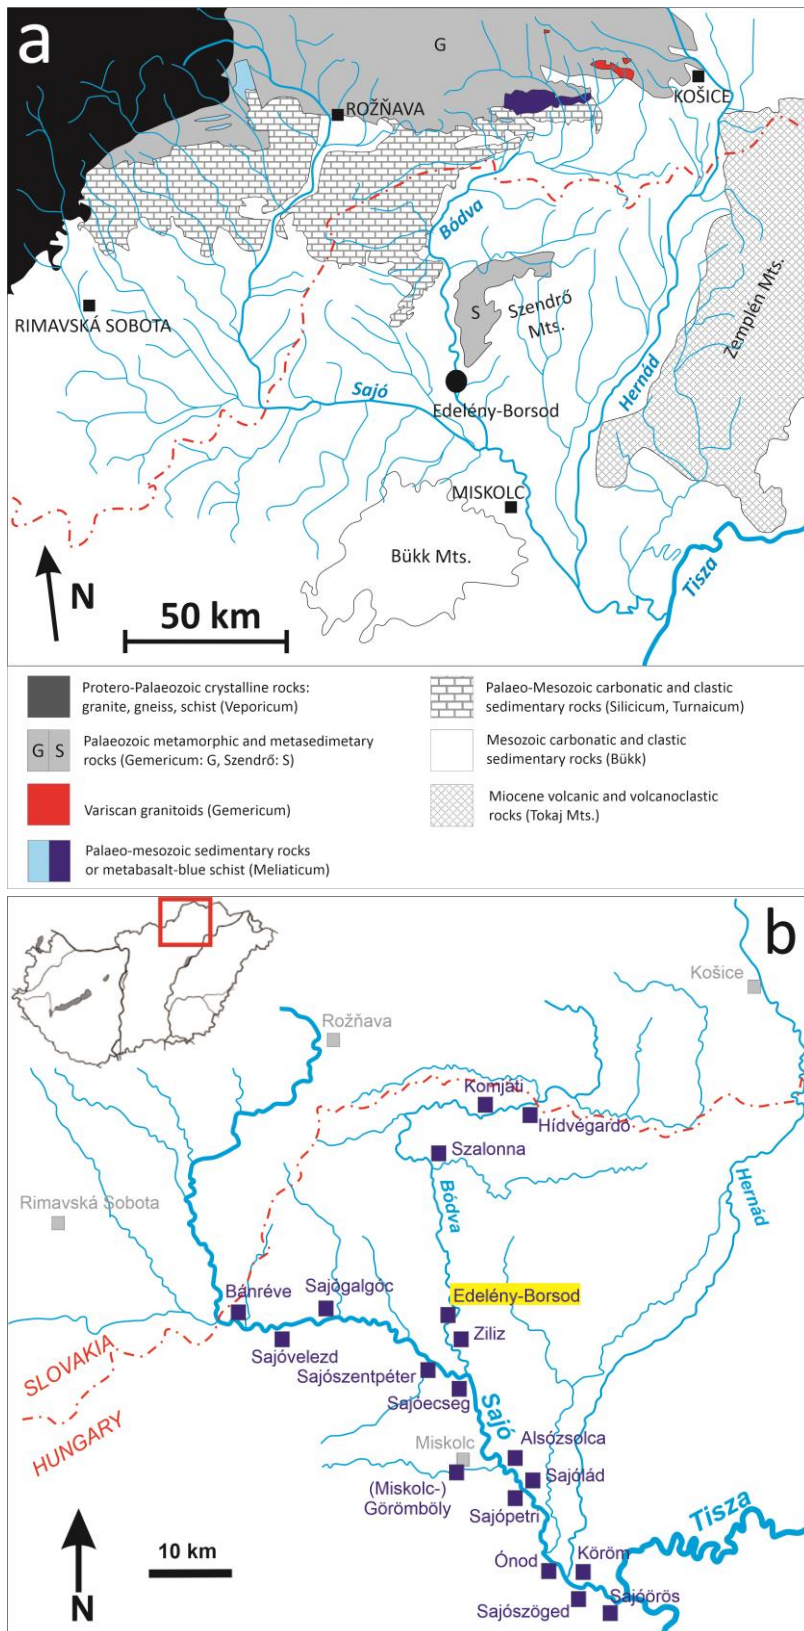 a
G
ROŽŇAVA
KOŠICE
Bódva
RIMAVSKÁ SOBOTA
S
Szendrő
Mts.
Zemplén Mts.
Hernád
Sajó
Edelény-Borsod
MISKOLC
Bükk Mts.
Tisza
N
50 km
Protero-Palaeozoic crystalline rocks:
granite, gneiss, schist (Veporicum)
G S
Palaeozoic metamorphic and metasedimetary
rocks (Gemericum: G, Szendrő: S)
Variscan granitoids (Gemericum)
Palaeo-mesozoic sedimentary rocks
or metabasalt-blue schist (Meliaticum)
Palaeo-Mesozoic carbonatic and clastic
sedimentary rocks (Silicicum, Turnaicum)
Mesozoic carbonatic and clastic
sedimentary rocks (Bükk)
Miocene volcanic and volcanoclastic
rocks (Tokaj Mts.)
b
Košice
Rožňava
Komjáti
Hídvégardó
Szalonna
Rimavská Sobota
Bódva
Hernád
Bánréve
Sajógalgóc
Edelény-Borsod
Sajóvelezd
Ziliz
SLOVAKIA
HUNGARY
Sajószentpéter
Sajóecseg
Sajó
Miskolc
Alsózsolca
(Miskolc-)
Görömböly
Sajólád
Sajópetri
Tisza
Ónod
Köröm
Sajószöged
Sajóörös
10 km
N